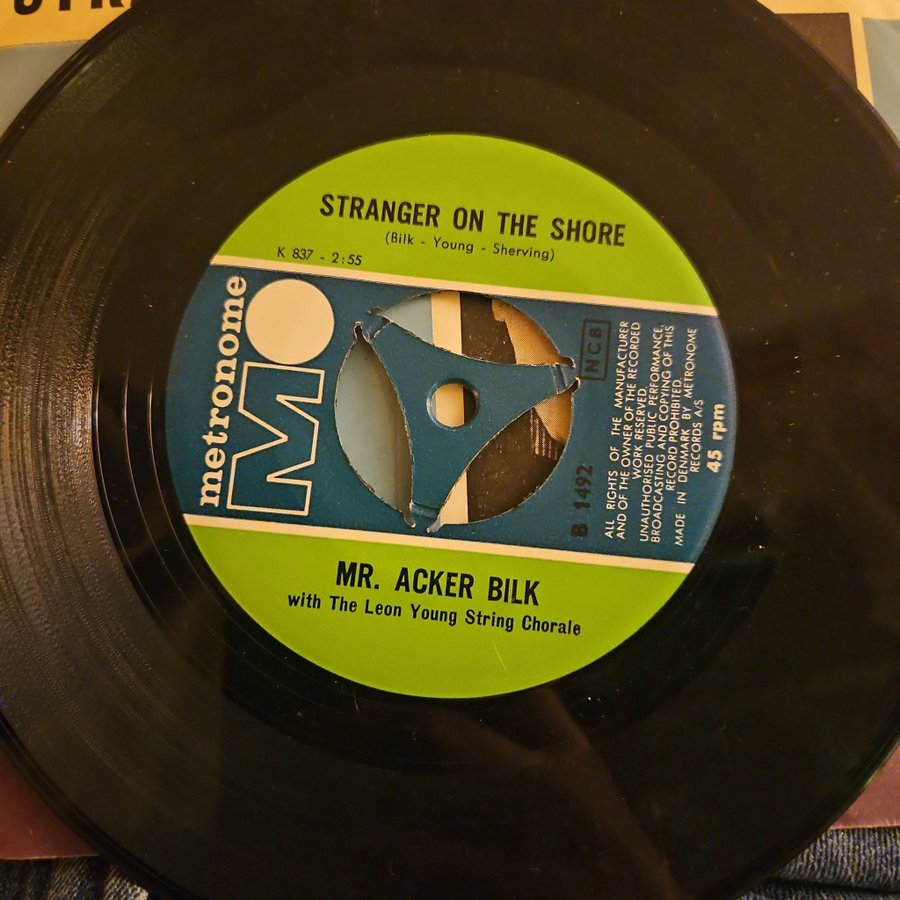 STRANGER ON THE SHORE
(Bilk - Young - Sherving)
K 837 - 2:55
metronome
M
NCB
B 1492
ALL RIGHTS OF THE MANUFACTURER
AND OF THE OWNER OF THE RECORDED
WORK RESERVED.
UNAUTHORISED PUBLIC PERFORMANCE,
BROADCASTING AND COPYING OF THIS
RECORD PROHIBITED.
MADE IN DENMARK BY METRONOME
RECORDS A/S
45 rpm
MR. ACKER BILK
with The Leon Young String Chorale